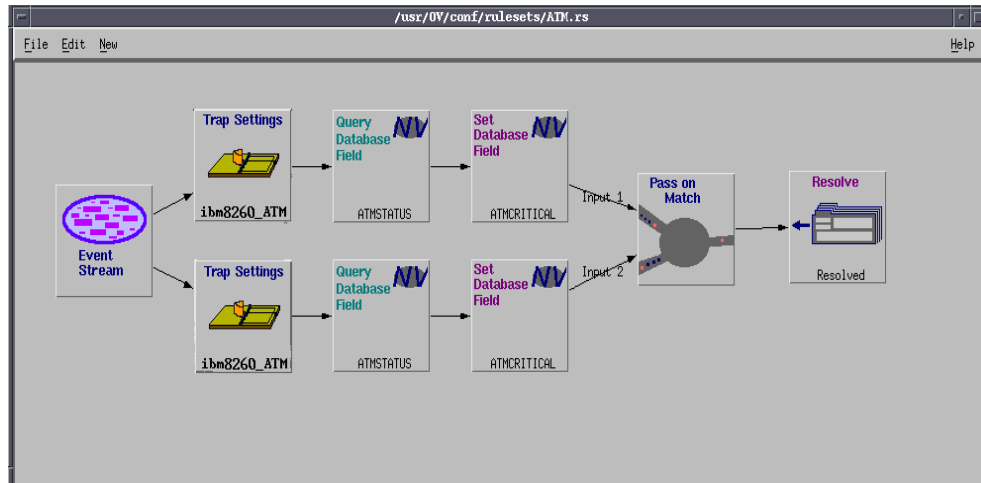 /usr/OV/conf/rulesets/ATM.rs
File Edit New Help
Trap Settings
ibm8260_ATM
Query
Database
Field
ATMSTATUS
Set
Database
Field
ATMCRITICAL
Event
Stream
Input 1
Pass on
Match
Resolve
Resolved
Trap Settings
ibm8260_ATM
Query
Database
Field
ATMSTATUS
Set
Database
Field
ATMCRITICAL
Input 2